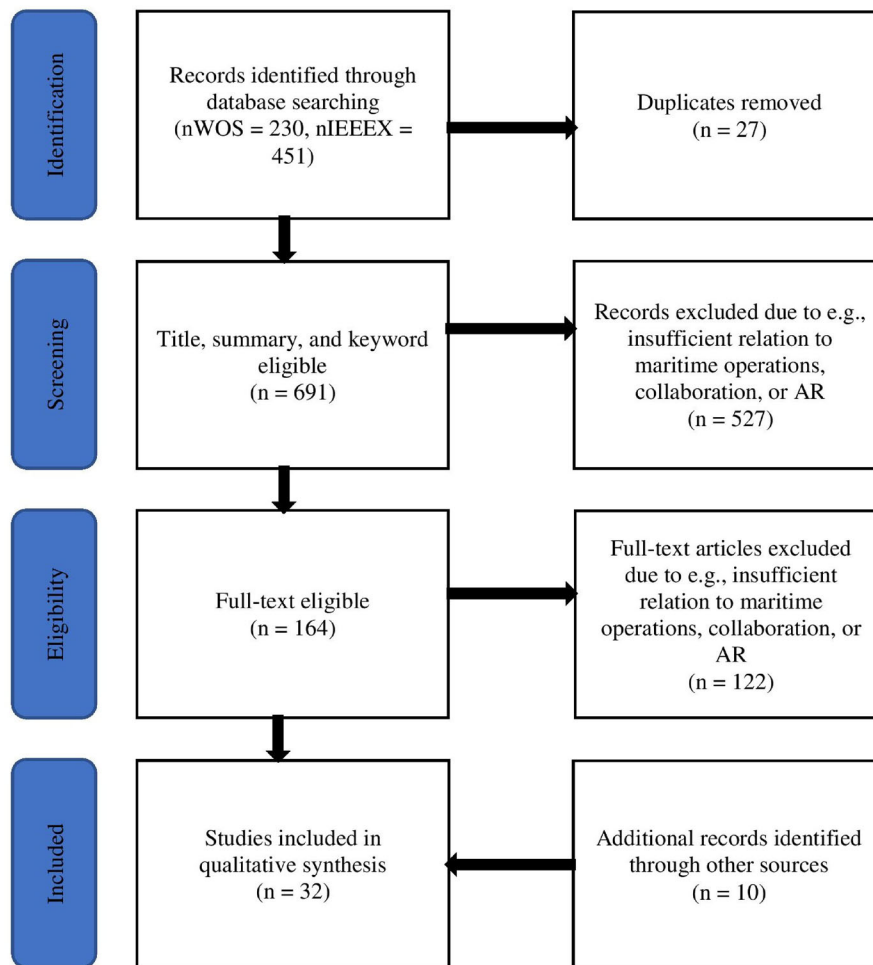 Identification
Records identified through
database searching
(nWOS = 230, nIEEEX =
451)
Duplicates removed
(n = 27)
Screening
Title, summary, and keyword
eligible
(n = 691)
Records excluded due to e.g.,
insufficient relation to
maritime operations,
collaboration, or AR
(n = 527)
Eligibility
Full-text eligible
(n = 164)
Full-text articles excluded
due to e.g., insufficient
relation to maritime
operations, collaboration, or
AR
(n = 122)
Included
Studies included in
qualitative synthesis
(n = 32)
Additional records identified
through other sources
(n = 10)